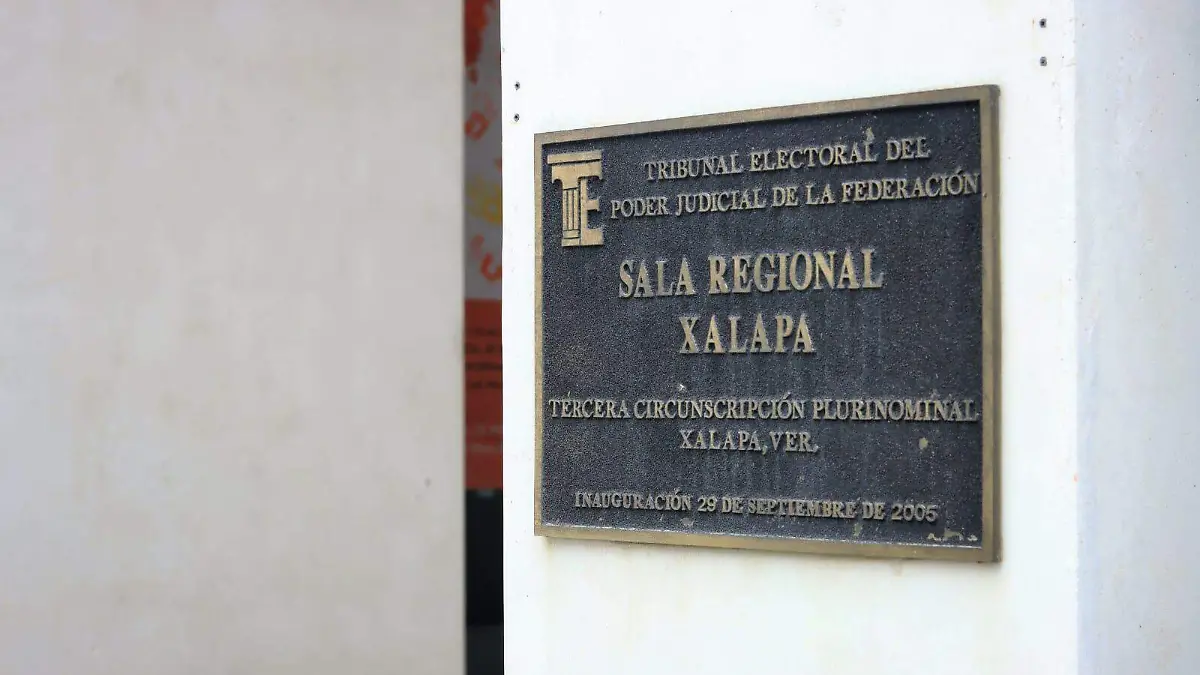 TE
TRIBUNAL ELECTORAL DEL
PODER JUDICIAL DE LA FEDERACIÓN
SALA REGIONAL
XALAPA
TERCERA CIRCUNSCRIPCIÓN PLURINOMINAL
XALAPA, VER.
INAUGURACIÓN 29 DE SEPTIEMBRE DE 2005